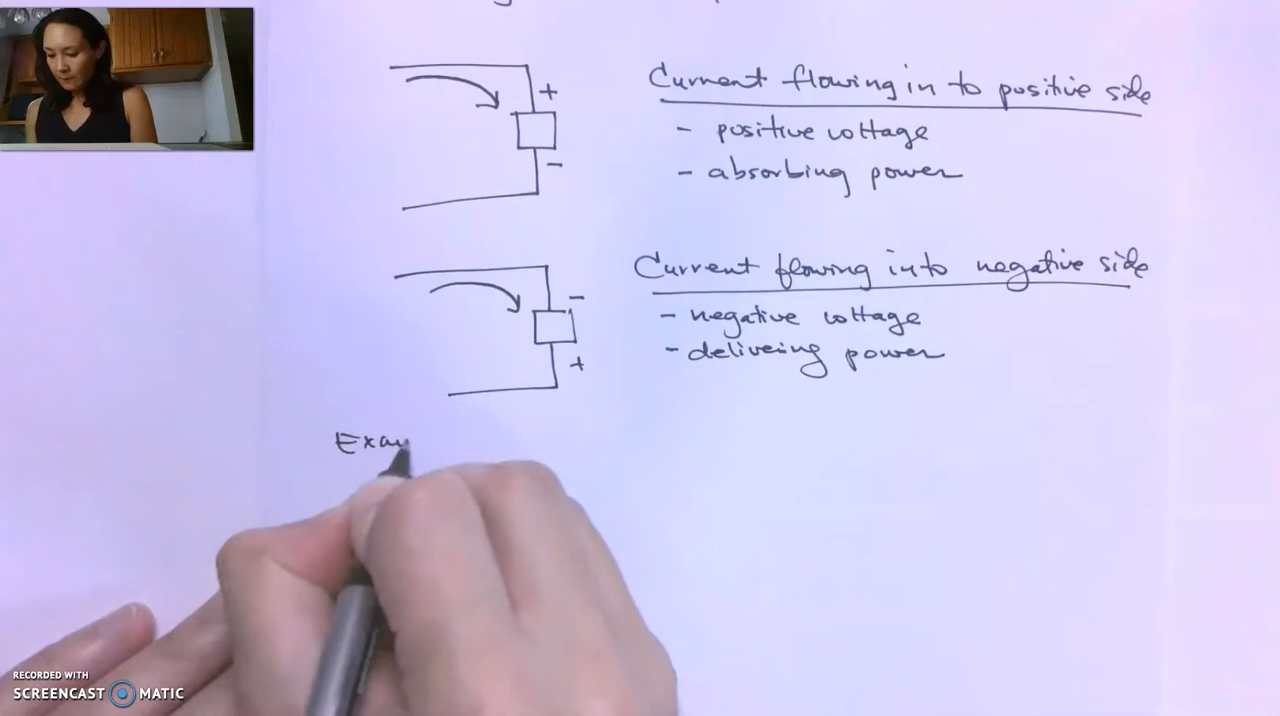 +
Current flowing in to positive side
- positive voltage
-
- absorbing power
Current flowing into negative side
-
- negative voltage
- delivering power
+
Exam
RECORDED WITH
SCREENCAST MATIC